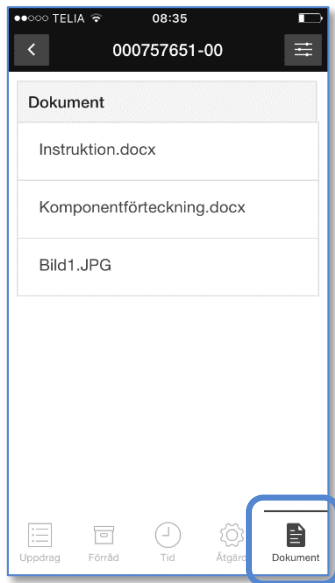 TELIA 08:35
000757651-00
Dokument
Instruktion.docx
Komponentförteckning.docx
Bild1.JPG
Uppdrag Förråd Tid Åtgärd Dokument